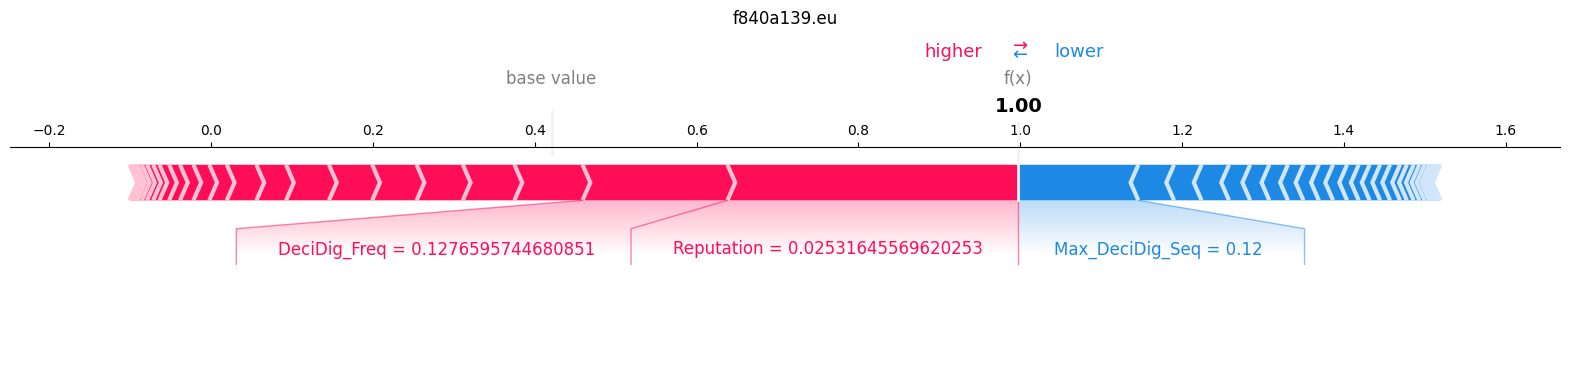 f840a139.eu
higher ⇄ lower
base value f(x)
1.00
−0.2 0.0 0.2 0.4 0.6 0.8 1.0 1.2 1.4 1.6
DeciDig_Freq = 0.1276595744680851 Reputation = 0.02531645569620253 Max_DeciDig_Seq = 0.12